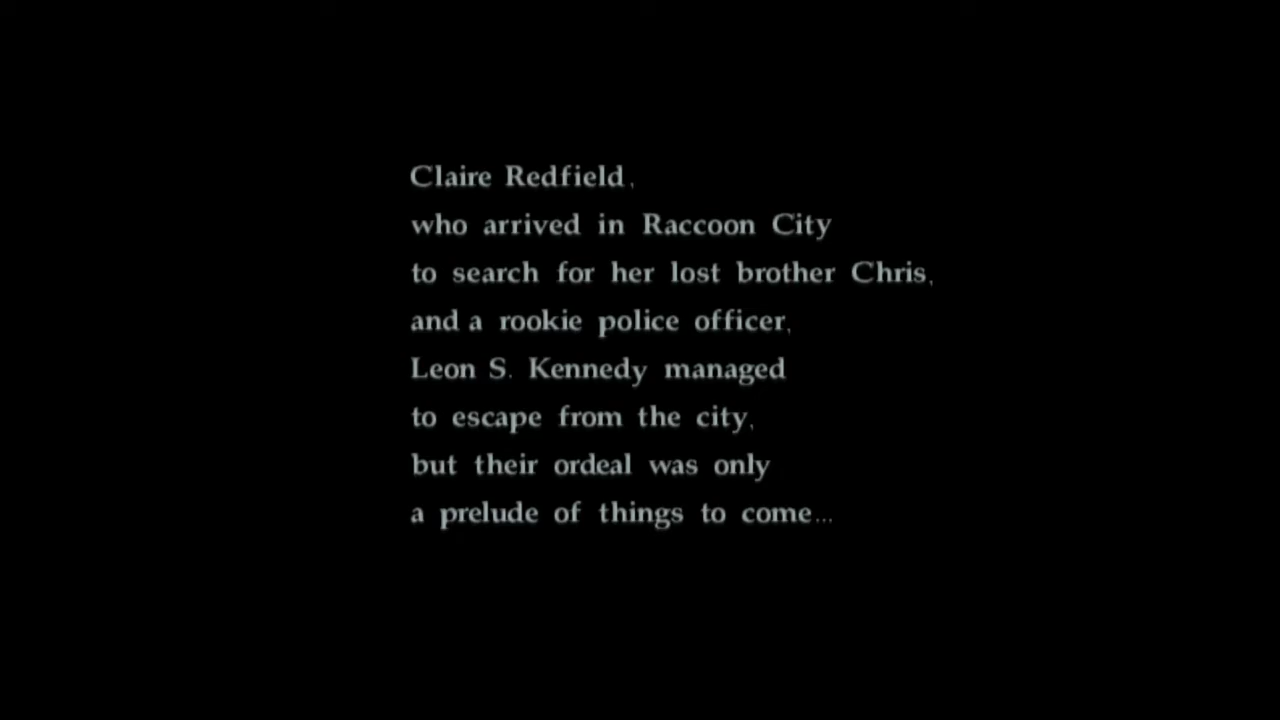 Claire Redfield,
who arrived in Raccoon City
to search for her lost brother Chris,
and a rookie police officer,
Leon S. Kennedy managed
to escape from the city,
but their ordeal was only
a prelude of things to come...